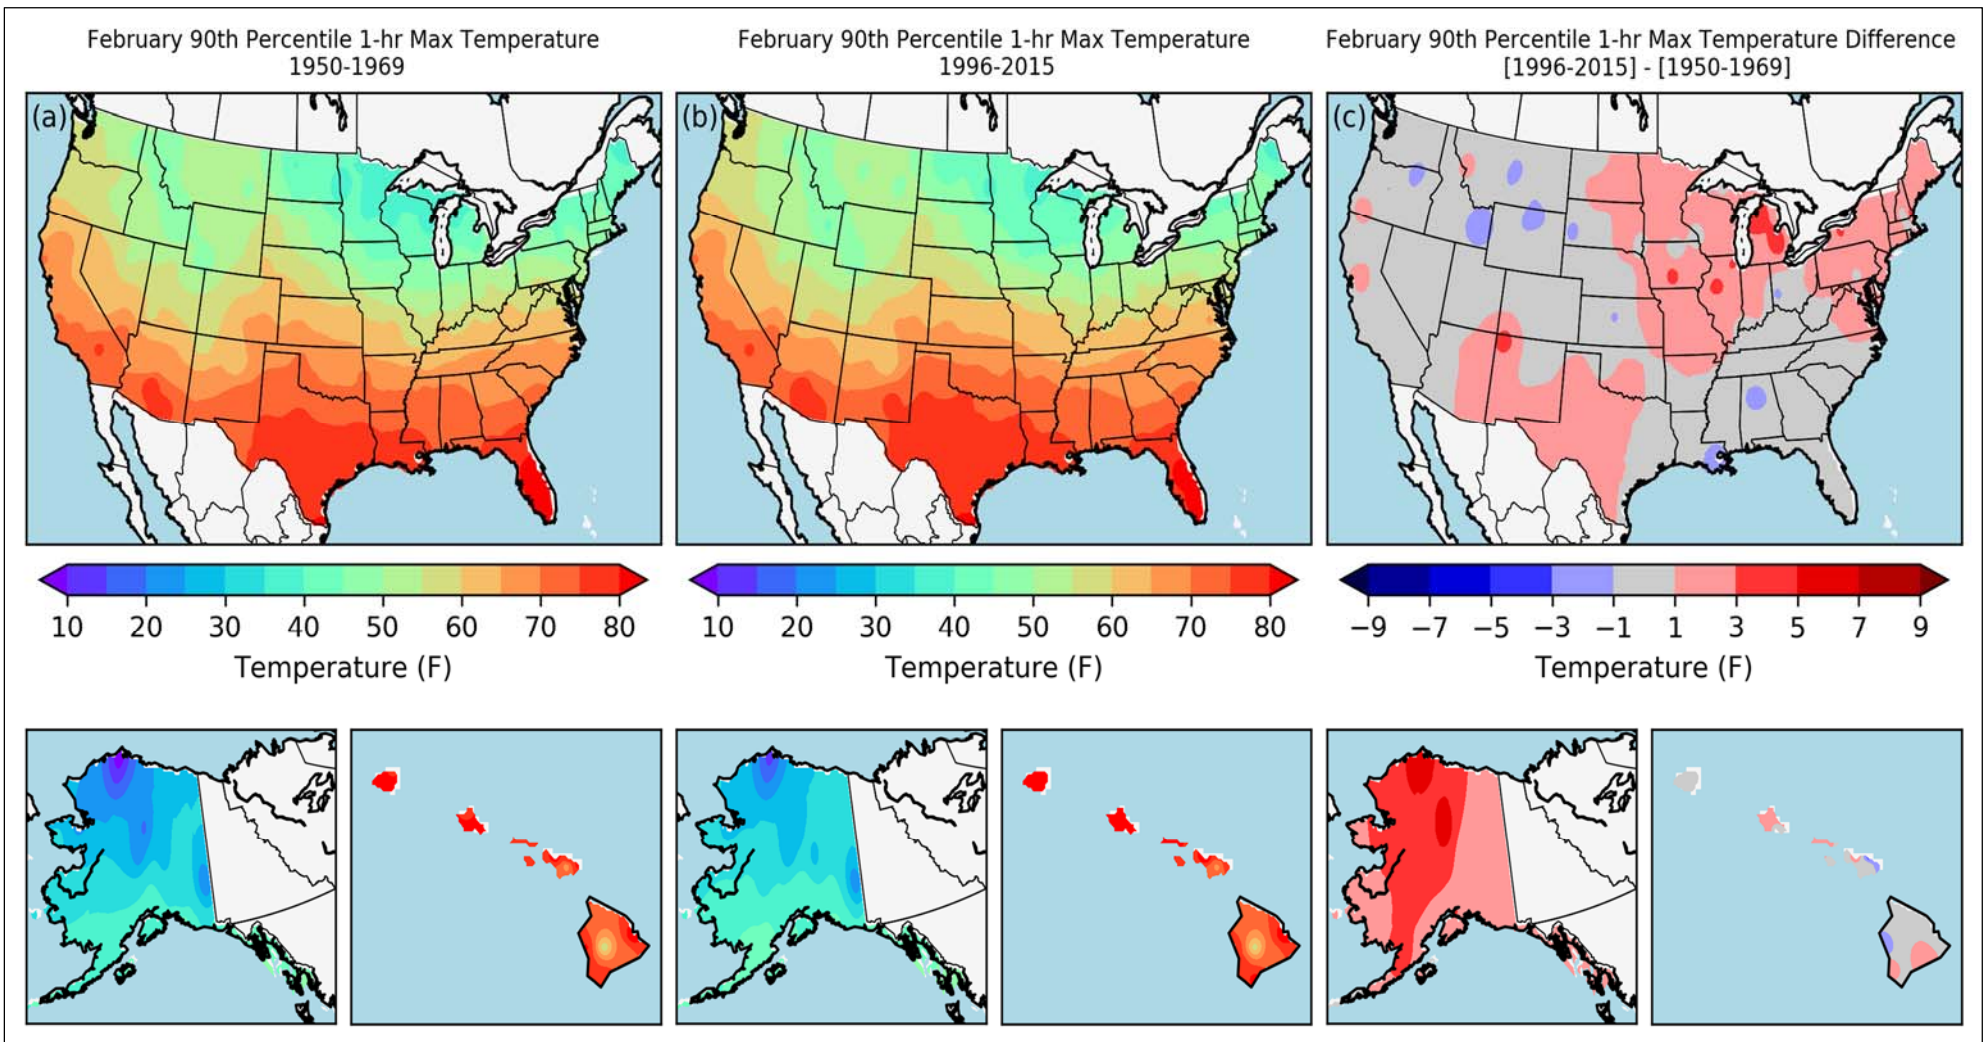 February 90th Percentile 1-hr Max Temperature
1950-1969
February 90th Percentile 1-hr Max Temperature
1996-2015
February 90th Percentile 1-hr Max Temperature Difference
[1996-2015] - [1950-1969]
(a)
(b)
(c)
10 20 30 40 50 60 70 80
Temperature (F)
10 20 30 40 50 60 70 80
Temperature (F)
−9 −7 −5 −3 −1 1 3 5 7 9
Temperature (F)